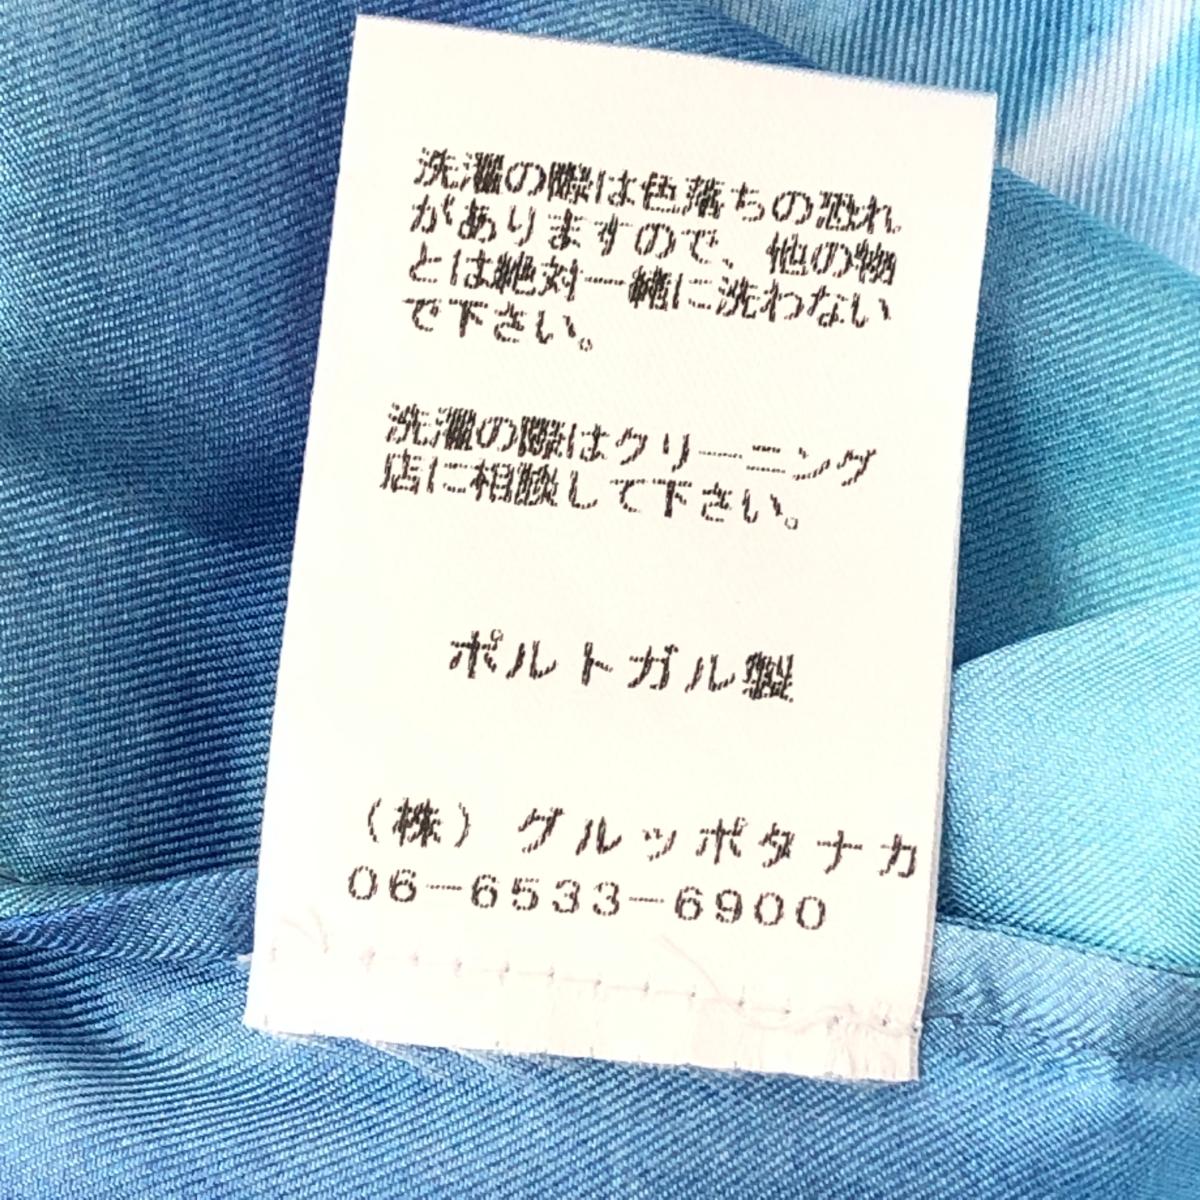 洗濯の際は色落ちの恐れ
がありますので、他の物
とは絶対一緒に洗わない
で下さい。
洗濯の際はクリーニング
店に相談して下さい。
ポルトガル製
（株）グルッポタナカ
06−6533−6900